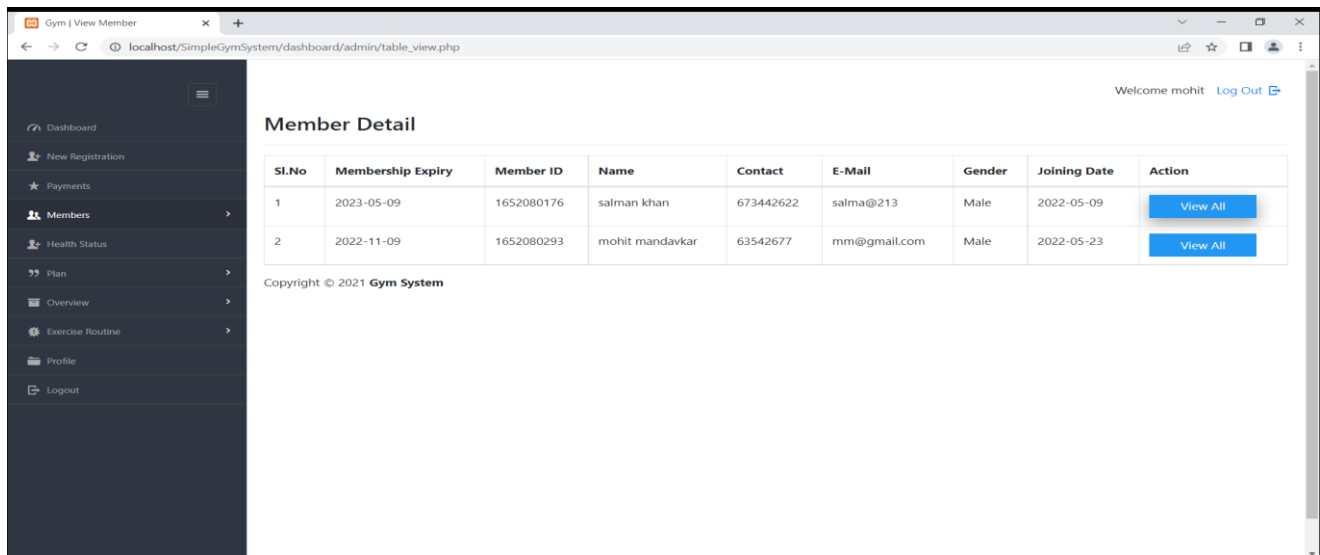 Gym | View Member
localhost/SimpleGymSystem/dashboard/admin/table_view.php
Welcome mohit Log Out
Dashboard
New Registration
Payments
Members
Health Status
Plan
Overview
Exercise Routine
Profile
Logout
Member Detail
Sl.No Membership Expiry Member ID Name Contact E-Mail Gender Joining Date Action
1 2023-05-09 1652080176 salman khan 673442622 salma@213 Male 2022-05-09 View All
2 2022-11-09 1652080293 mohit mandavkar 63542677 mm@gmail.com Male 2022-05-23 View All
Copyright © 2021 Gym System